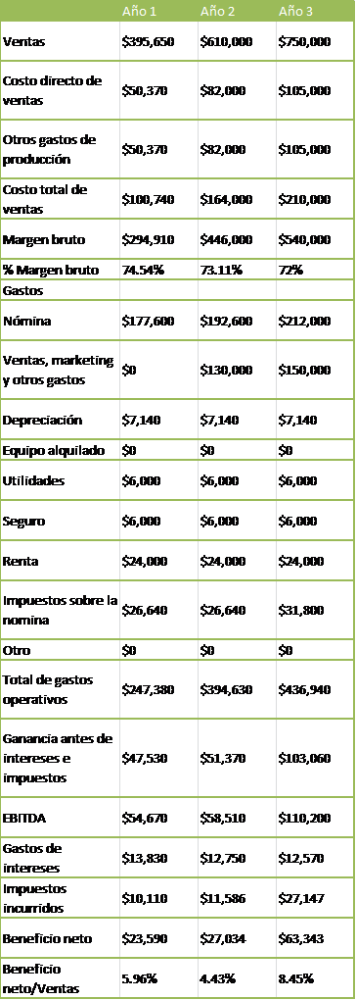 Año 1 Año 2 Año 3
Ventas $395,650 $610,000 $750,000
Costo directo de
ventas $50,370 $82,000 $105,000
Otros gastos de
producción $50,370 $82,000 $105,000
Costo total de
ventas $100,740 $164,000 $210,000
Margen bruto $294,910 $446,000 $540,000
% Margen bruto 74.54% 73.11% 72%
Gastos
Nómina $177,600 $192,600 $212,000
Ventas, marketing
y otros gastos $0 $130,000 $150,000
Depreciación $7,140 $7,140 $7,140
Equipo alquilado $0 $0 $0
Utilidades $6,000 $6,000 $6,000
Seguro $6,000 $6,000 $6,000
Renta $24,000 $24,000 $24,000
Impuestos sobre la
nomina $26,640 $26,640 $31,800
Otro $0 $0 $0
Total de gastos
operativos $247,380 $394,630 $436,940
Ganancia antes de
intereses e $47,530 $51,370 $103,060
impuestos
EBITDA $54,670 $58,510 $110,200
Gastos de
intereses $13,830 $12,750 $12,570
Impuestos
incurridos $10,110 $11,586 $27,147
Beneficio neto $23,590 $27,034 $63,343
Beneficio
neto/Ventas 5.96% 4.43% 8.45%